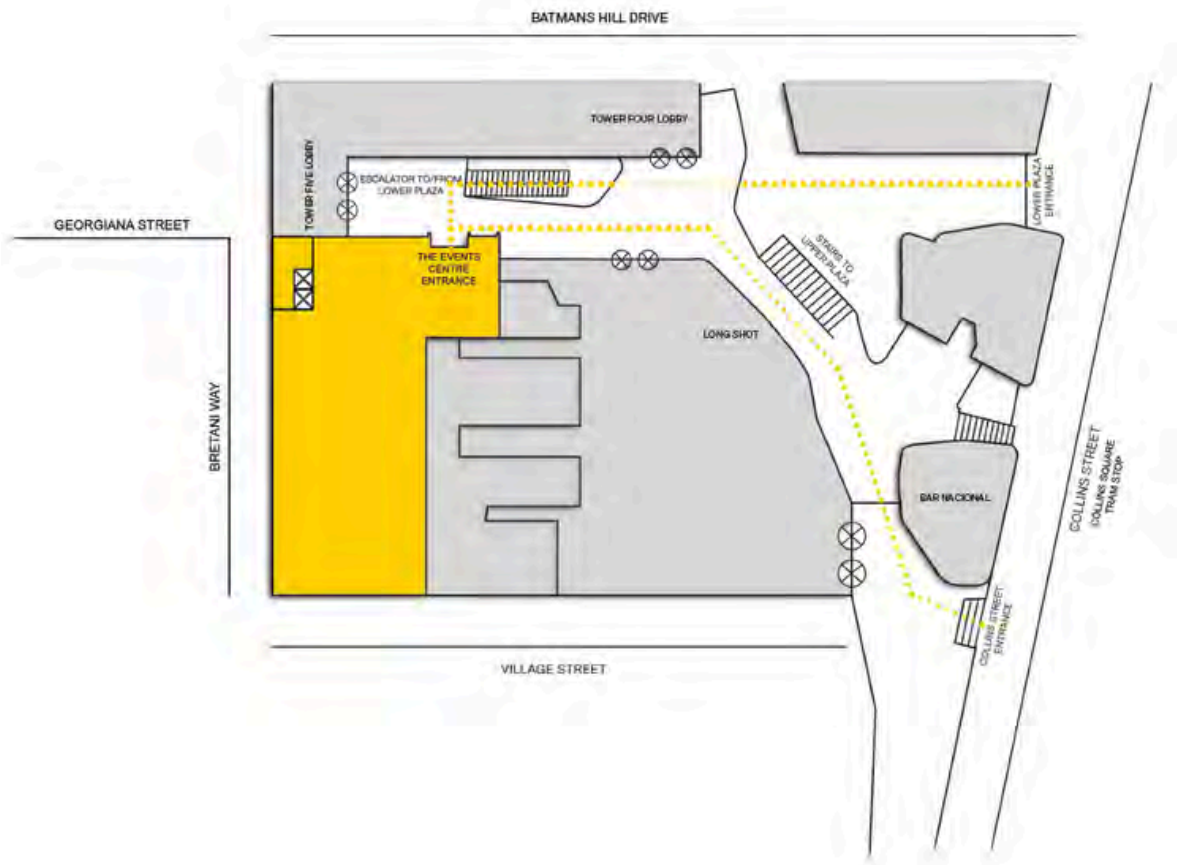 BATMANS HILL DRIVE
TOWER FOUR LOBBY
TOWER FIVE LOBBY
ESCALATOR TO/FROM
LOWER PLAZA
LOWER PLAZA
ENTRANCE
GEORGIANA STREET
THE EVENTS
CENTRE
ENTRANCE
STAIRS TO
UPPER PLAZA
LONG SHOT
BRETANI WAY
BAR NACIONAL
COLLINS STREET
COLLINS SQUARE
TRAM STOP
COLLINS STREET
ENTRANCE
VILLAGE STREET